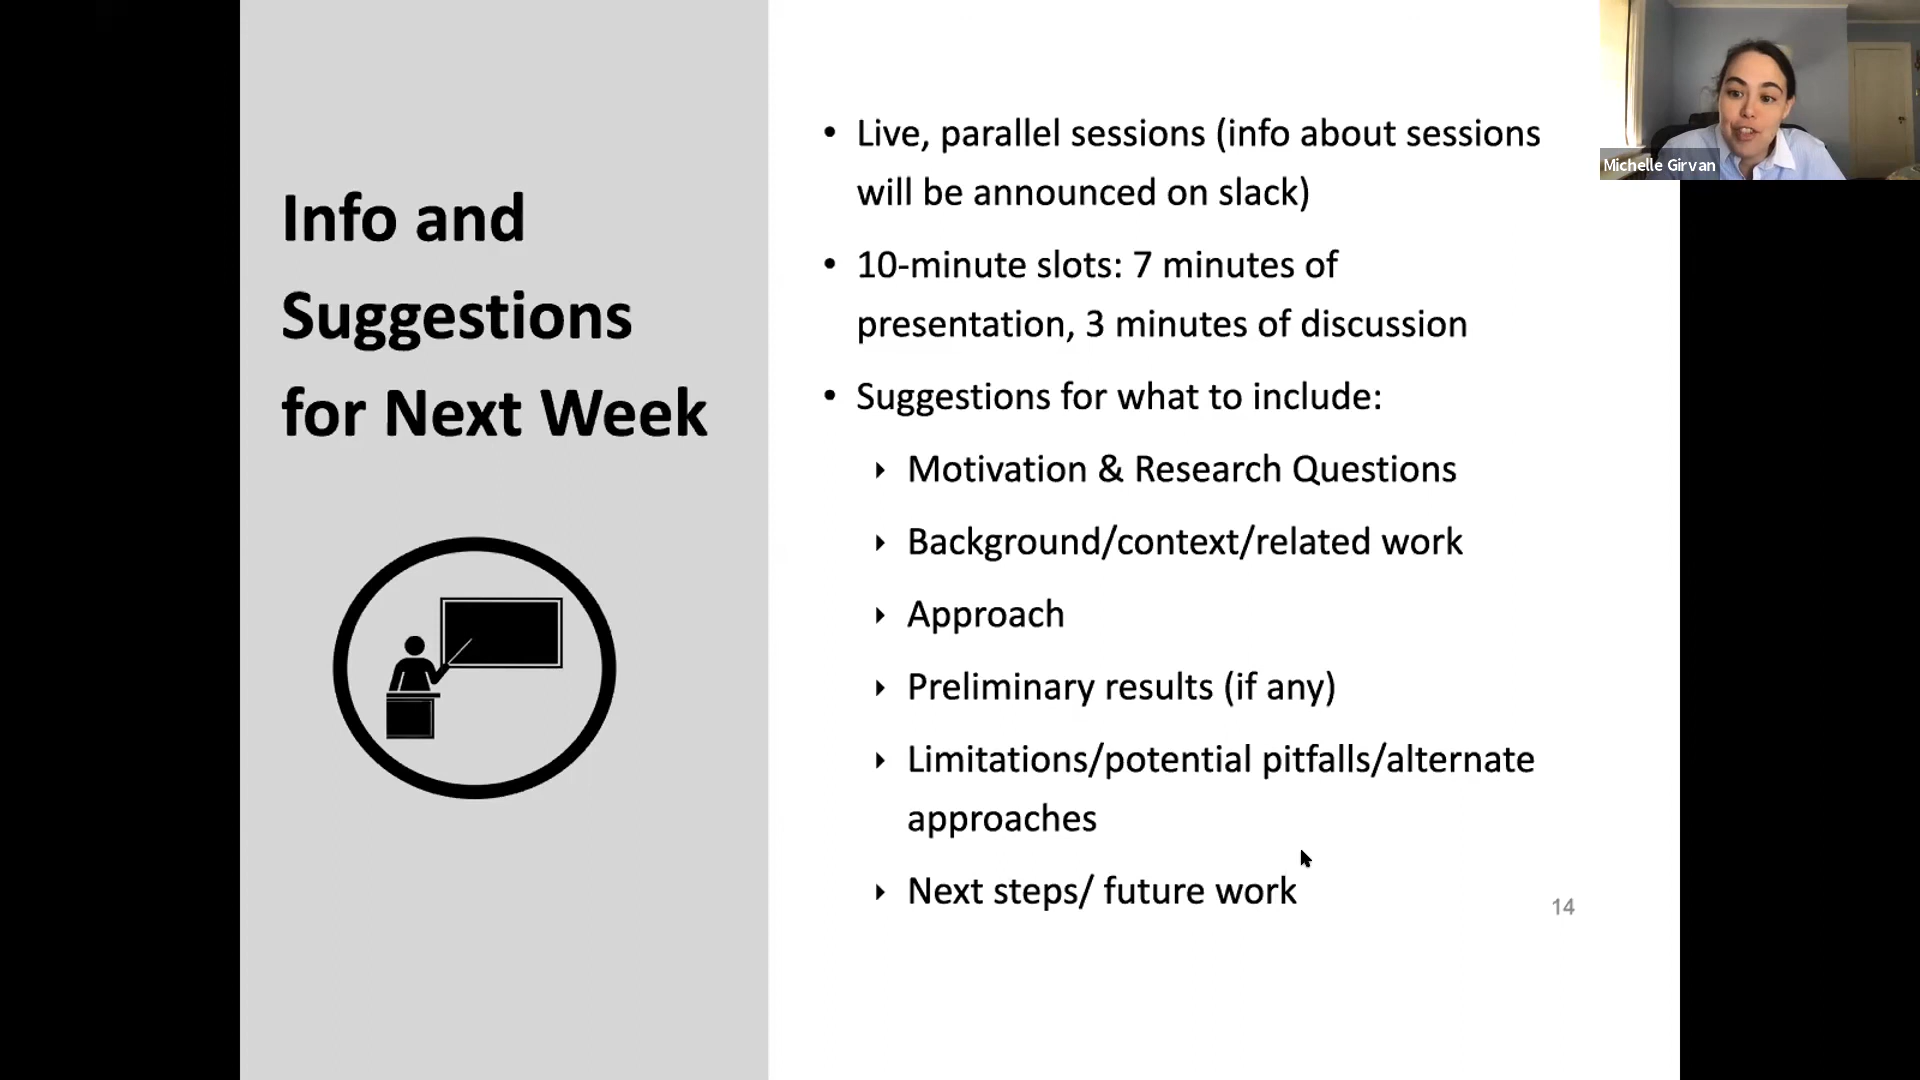 Info and
Suggestions
for Next Week
• Live, parallel sessions (info about sessions
will be announced on slack)
• 10-minute slots: 7 minutes of
presentation, 3 minutes of discussion
• Suggestions for what to include:
‣ Motivation & Research Questions
‣ Background/context/related work
‣ Approach
‣ Preliminary results (if any)
‣ Limitations/potential pitfalls/alternate
approaches
‣ Next steps/ future work
14
Michelle Girvan